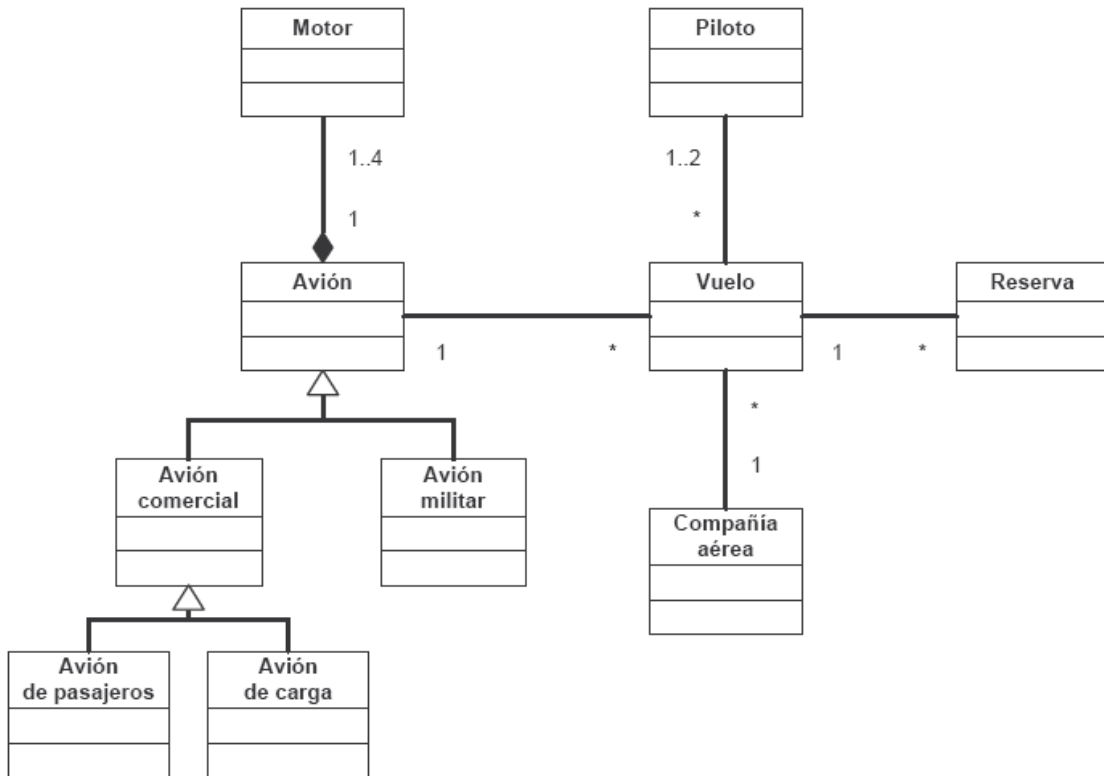 Motor
Piloto
1..4
1..2
1
*
Avión
Vuelo
Reserva
1
*
1
*
*
1
Avión
comercial
Avión
militar
Compañía
aérea
Avión
de pasajeros
Avión
de carga